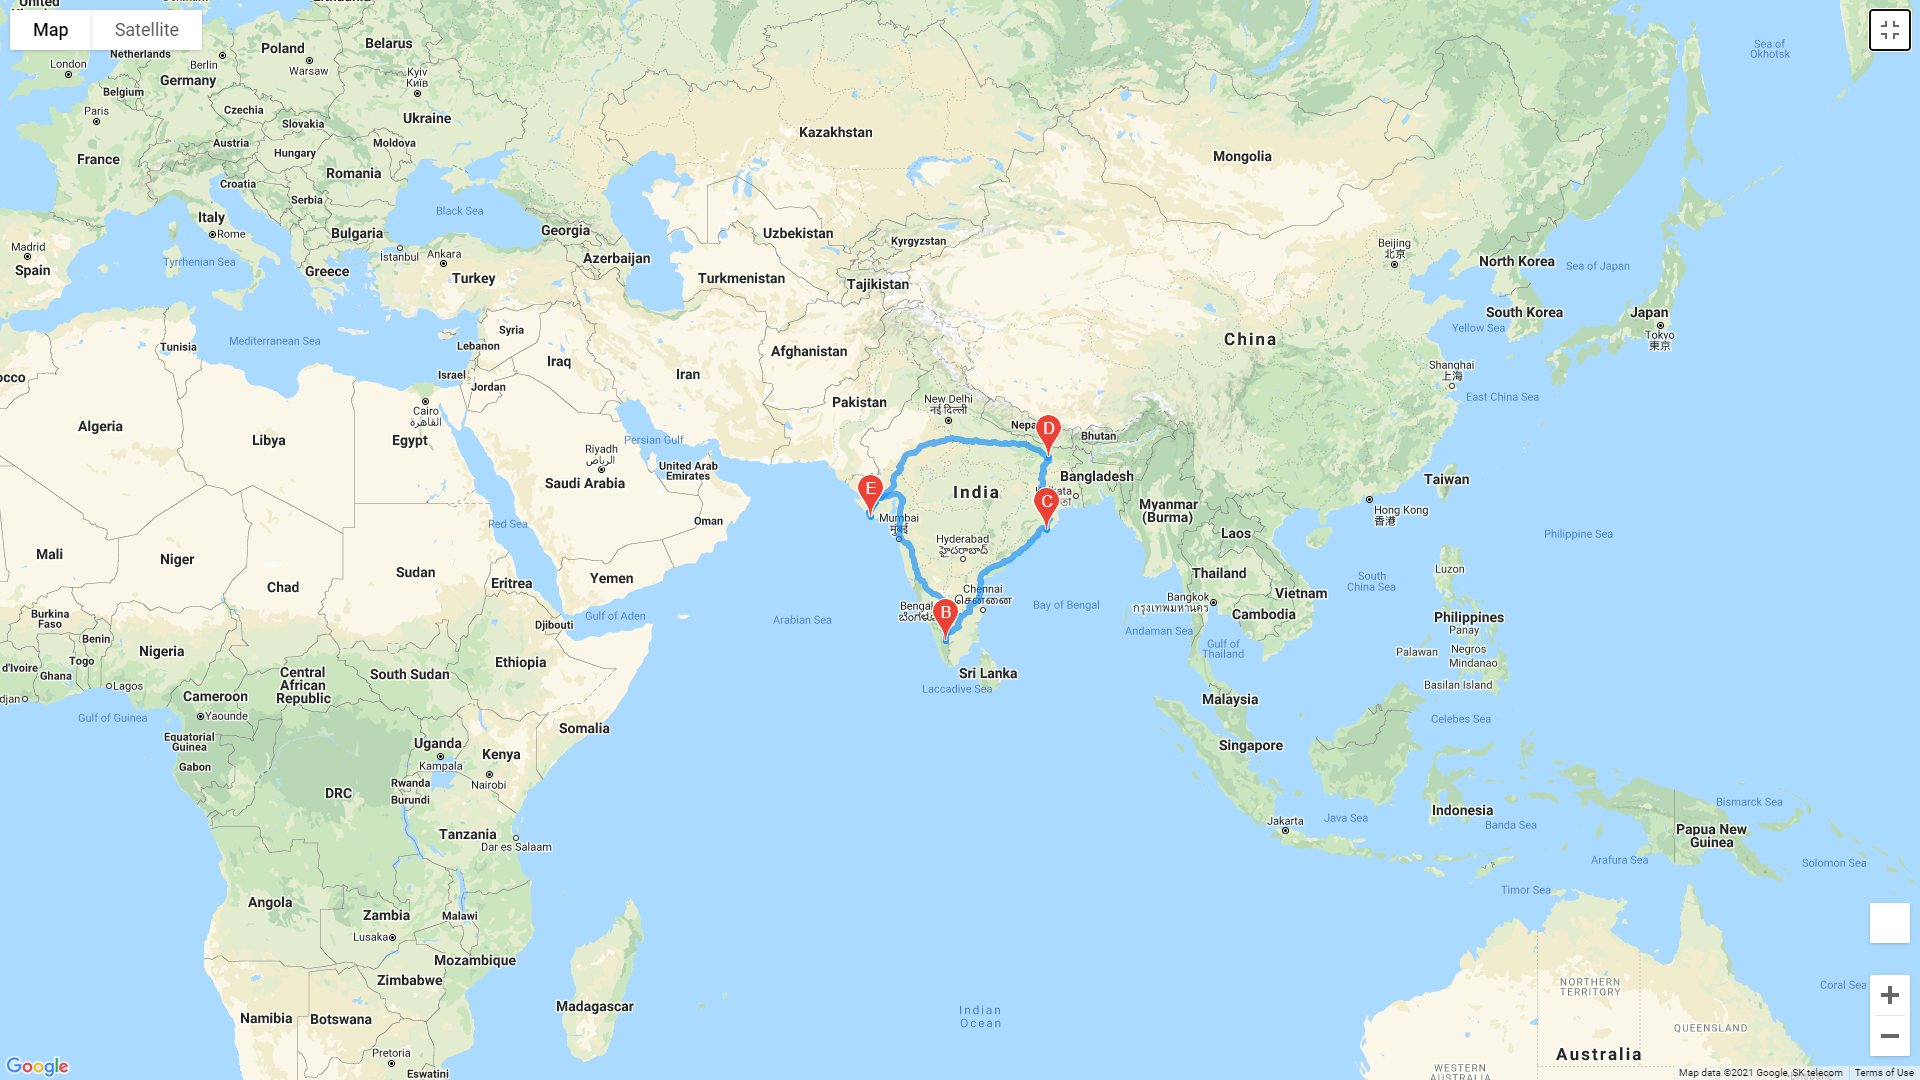 Map
Satellite
United
Netherlands
London
Berlin
Poland
Warsaw
Belarus
Germany
Belgium
Kyiv
Київ
Paris
Czechia
Slovakia
Ukraine
Austria
Hungary
Moldova
France
Romania
Croatia
Serbia
Italy
Rome
Bulgaria
Black Sea
Georgia
Madrid
Spain
Tyrrhenian Sea
Greece
İstanbul
Ankara
Turkey
Azerbaijan
Kazakhstan
Mongolia
Sea of
Okhotsk
Uzbekistan
Kyrgyzstan
Turkmenistan
Tajikistan
Beijing
北京
North Korea
Sea of Japan
South Korea
Japan
Yellow Sea
Tokyo
東京
Tunisia
Mediterranean Sea
Syria
Lebanon
Iraq
Israel
Jordan
Afghanistan
Iran
China
Shanghai
上海
East China Sea
occo
Pakistan
New Delhi
नई दिल्ली
Algeria
Libya
Cairo
القاهرة
Egypt
Persian Gulf
Riyadh
الرياض
Saudi Arabia
United Arab
Emirates
Nepa
D
Bhutan
Bangladesh
Taiwan
E
India
C
Myanmar
(Burma)
Hong Kong
香港
Red Sea
Oman
Mumbai
मुंबई
Hyderabad
హైదరాబాద్
Laos
Philippine Sea
Mali
Niger
Chad
Sudan
Eritrea
Yemen
Thailand
South
China Sea
Luzon
Vietnam
Chennai
சென்னை
Bay of Bengal
Bangkok
กรุงเทพมหานคร
Cambodia
Burkina
Faso
Benin
Togo
Ghana
d'Ivoire
Nigeria
Djibouti
Gulf of Aden
Arabian Sea
B
Andaman Sea
Gulf of
Thailand
Philippines
Panay
Negros
Palawan
Mindanao
Basilan Island
Central
African
Republic
South Sudan
Ethiopia
Sri Lanka
Laccadive Sea
djan
Lagos
Cameroon
Yaounde
Gulf of Guinea
Somalia
Malaysia
Celebes Sea
Equatorial
Guinea
Gabon
Uganda
Kampala
Kenya
Nairobi
Singapore
Rwanda
Burundi
DRC
Indonesia
Bismarck Sea
Tanzania
Dar es Salaam
Jakarta
Java Sea
Banda Sea
Papua New
Guinea
Arafura Sea
Solomon Sea
Angola
Zambia
Malawi
Lusaka
Timor Sea
Mozambique
Zimbabwe
Madagascar
Namibia
Botswana
Indian
Ocean
NORTHERN
TERRITORY
Coral Sea
QUEENSLAND
Pretoria
Eswatini
Australia
WESTERN
AUSTRALIA
Google
Map data ©2021 Google, SK telecom
Terms of Use